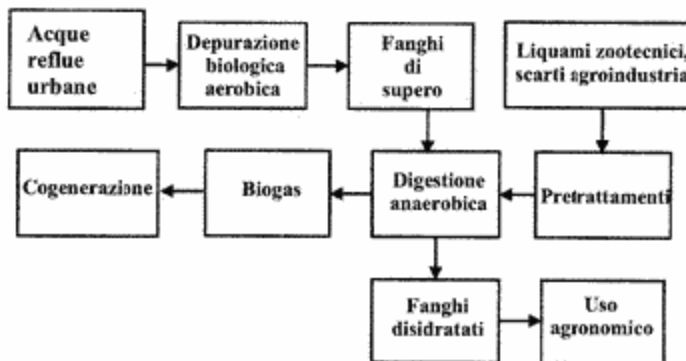 Acque
reflue
urbane
Depurazione
biologica
aerobica
Fanghi
di
supero
Liquami zootecnici,
scarti agroindustria
Cogenerazione
Biogas
Digestione
anaerobica
Pretrattamenti
Fanghi
disidratati
Uso
agronomico